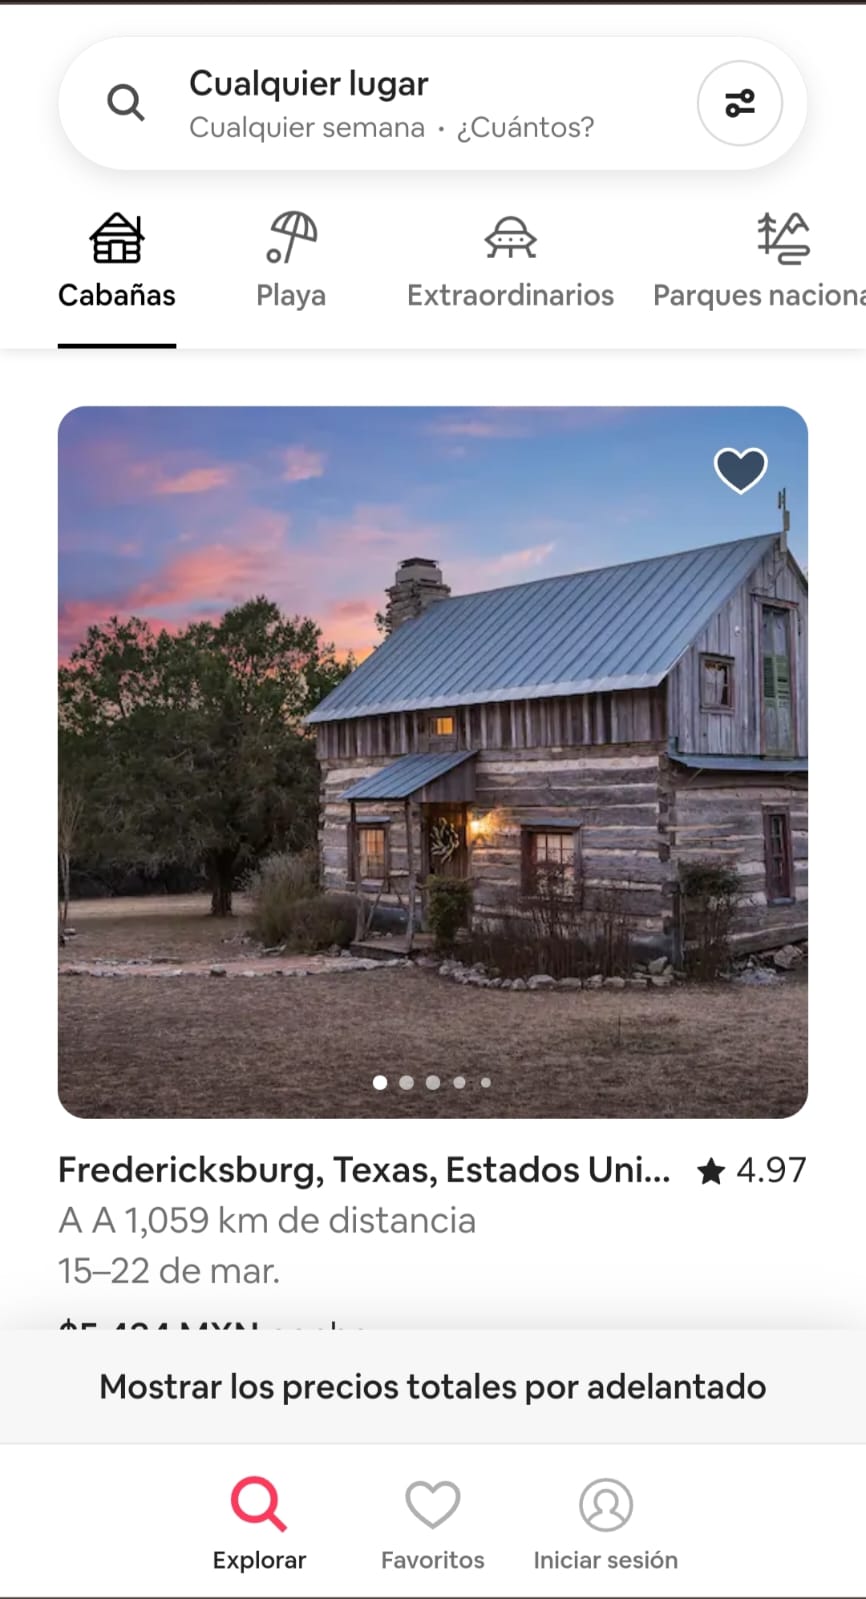 Cualquier lugar
Cualquier semana • ¿Cuántos?
Cabañas Playa Extraordinarios Parques naciona
Fredericksburg, Texas, Estados Uni... ★ 4.97
A A 1,059 km de distancia
15–22 de mar.
MXN
Mostrar los precios totales por adelantado
Explorar Favoritos Iniciar sesión